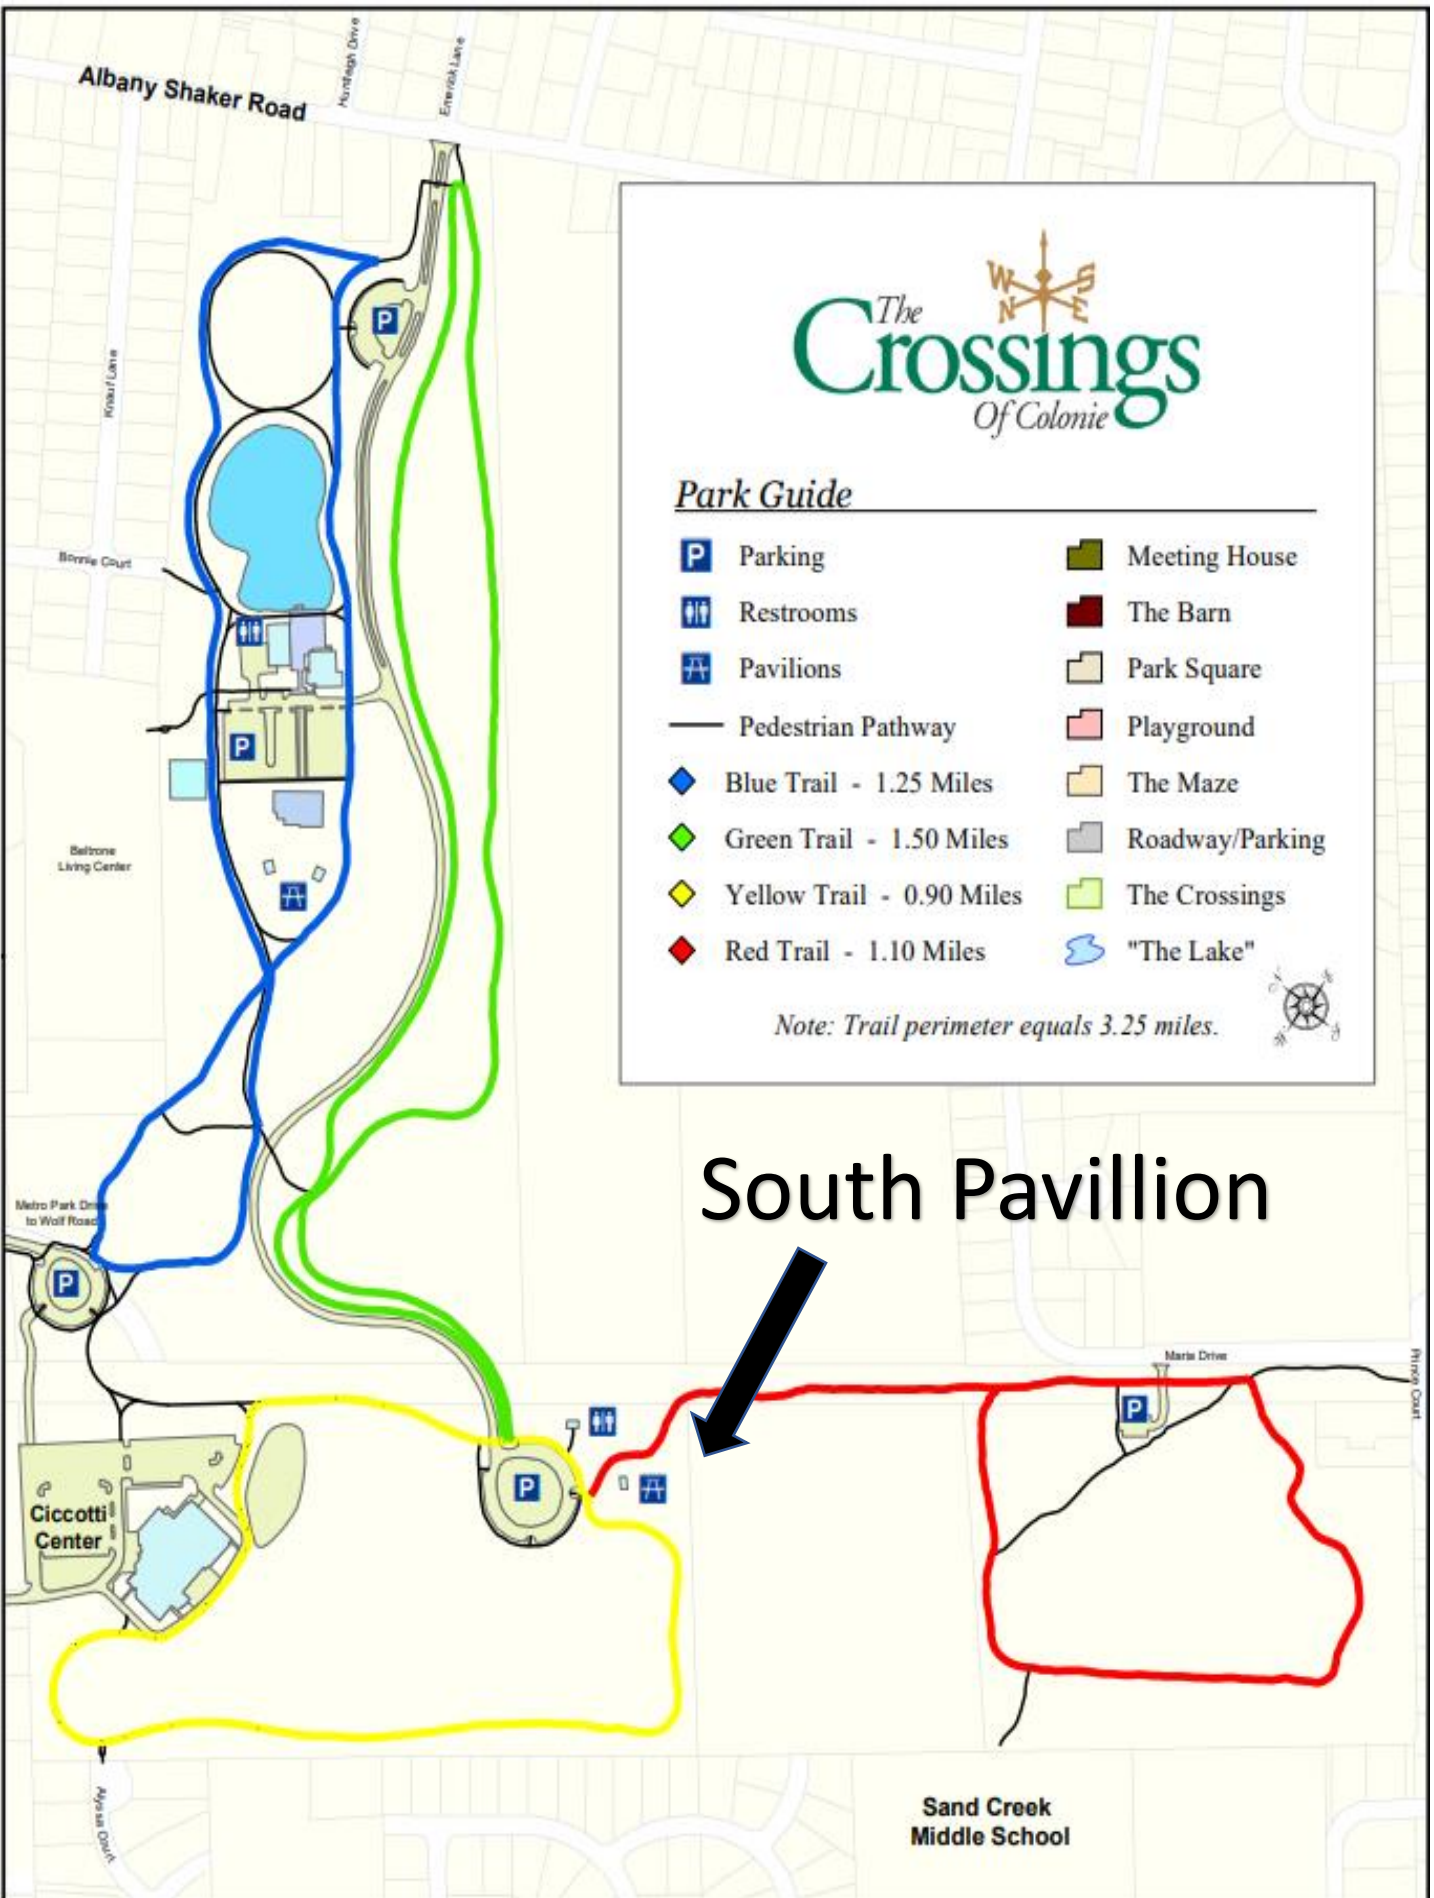 Albany Shaker Road
Huntleigh Drive
Emerick Lane
Knauf Lane
W S
N E
The
Crossings
Of Colonie
Park Guide
P Parking
Restrooms
Pavilions
Pedestrian Pathway
Blue Trail - 1.25 Miles
Green Trail - 1.50 Miles
Yellow Trail - 0.90 Miles
Red Trail - 1.10 Miles
Meeting House
The Barn
Park Square
Playground
The Maze
Roadway/Parking
The Crossings
"The Lake"
Note: Trail perimeter equals 3.25 miles.
P
Bonnie Court
P
Beltrone
Living Center
South Pavillion
Metro Park Drive
to Wolf Road
P
Maria Drive
Prince Court
P
P
Ciccotti
Center
Alyssa Court
Sand Creek
Middle School